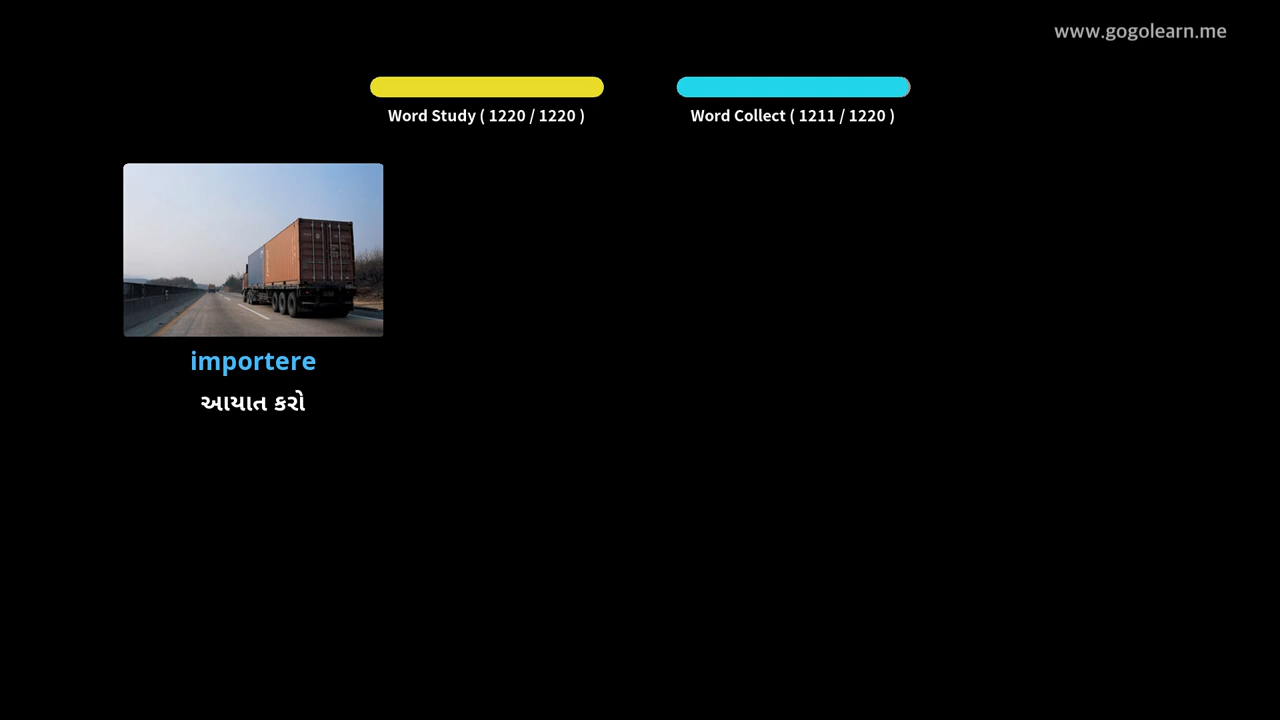 www.gogolearn.me
Word Study ( 1220 / 1220 )
Word Collect ( 1211 / 1220 )
importere
આયાત કરો